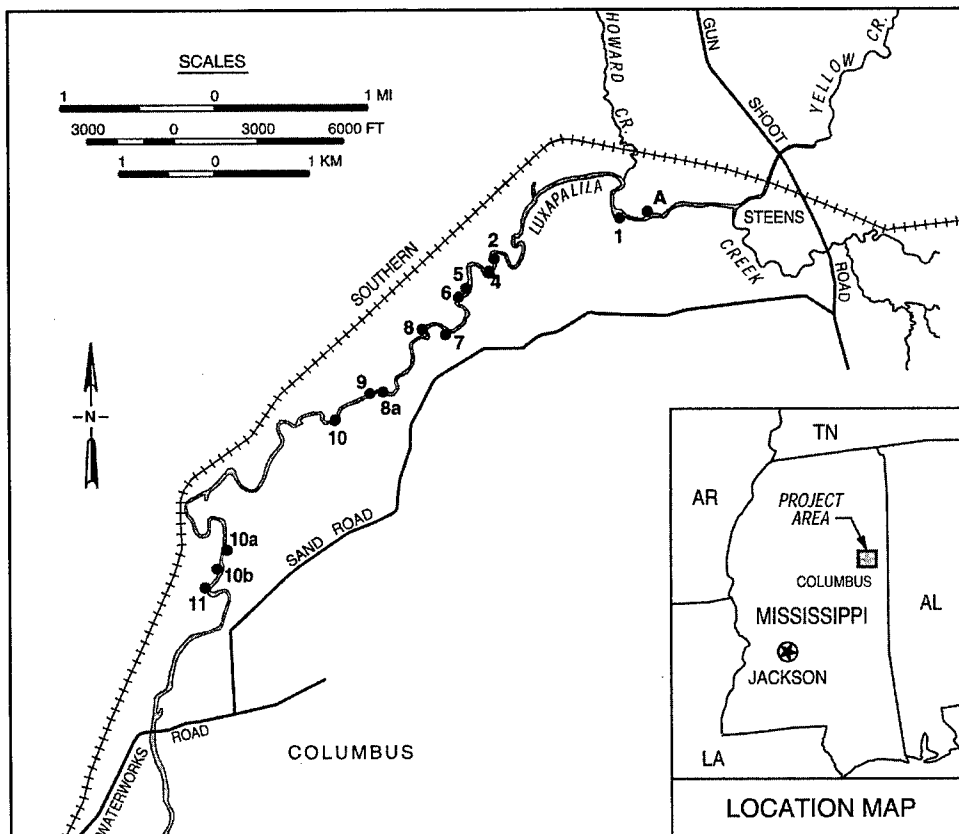 SCALES
1 0 1 MI
3000 0 3000 6000 FT
1 0 1 KM
HOWARD CR.
GUN SHOOT ROAD
YELLOW CR.
SOUTHERN
LUXAPALILA
CREEK
STEENS
A
1
2
4
5
6
7
8
8a
9
10
10a
10b
11
-N-
SAND ROAD
WATERWORKS ROAD
COLUMBUS
TN
AR
PROJECT
AREA
COLUMBUS
MISSISSIPPI
AL
JACKSON
LA
LOCATION MAP